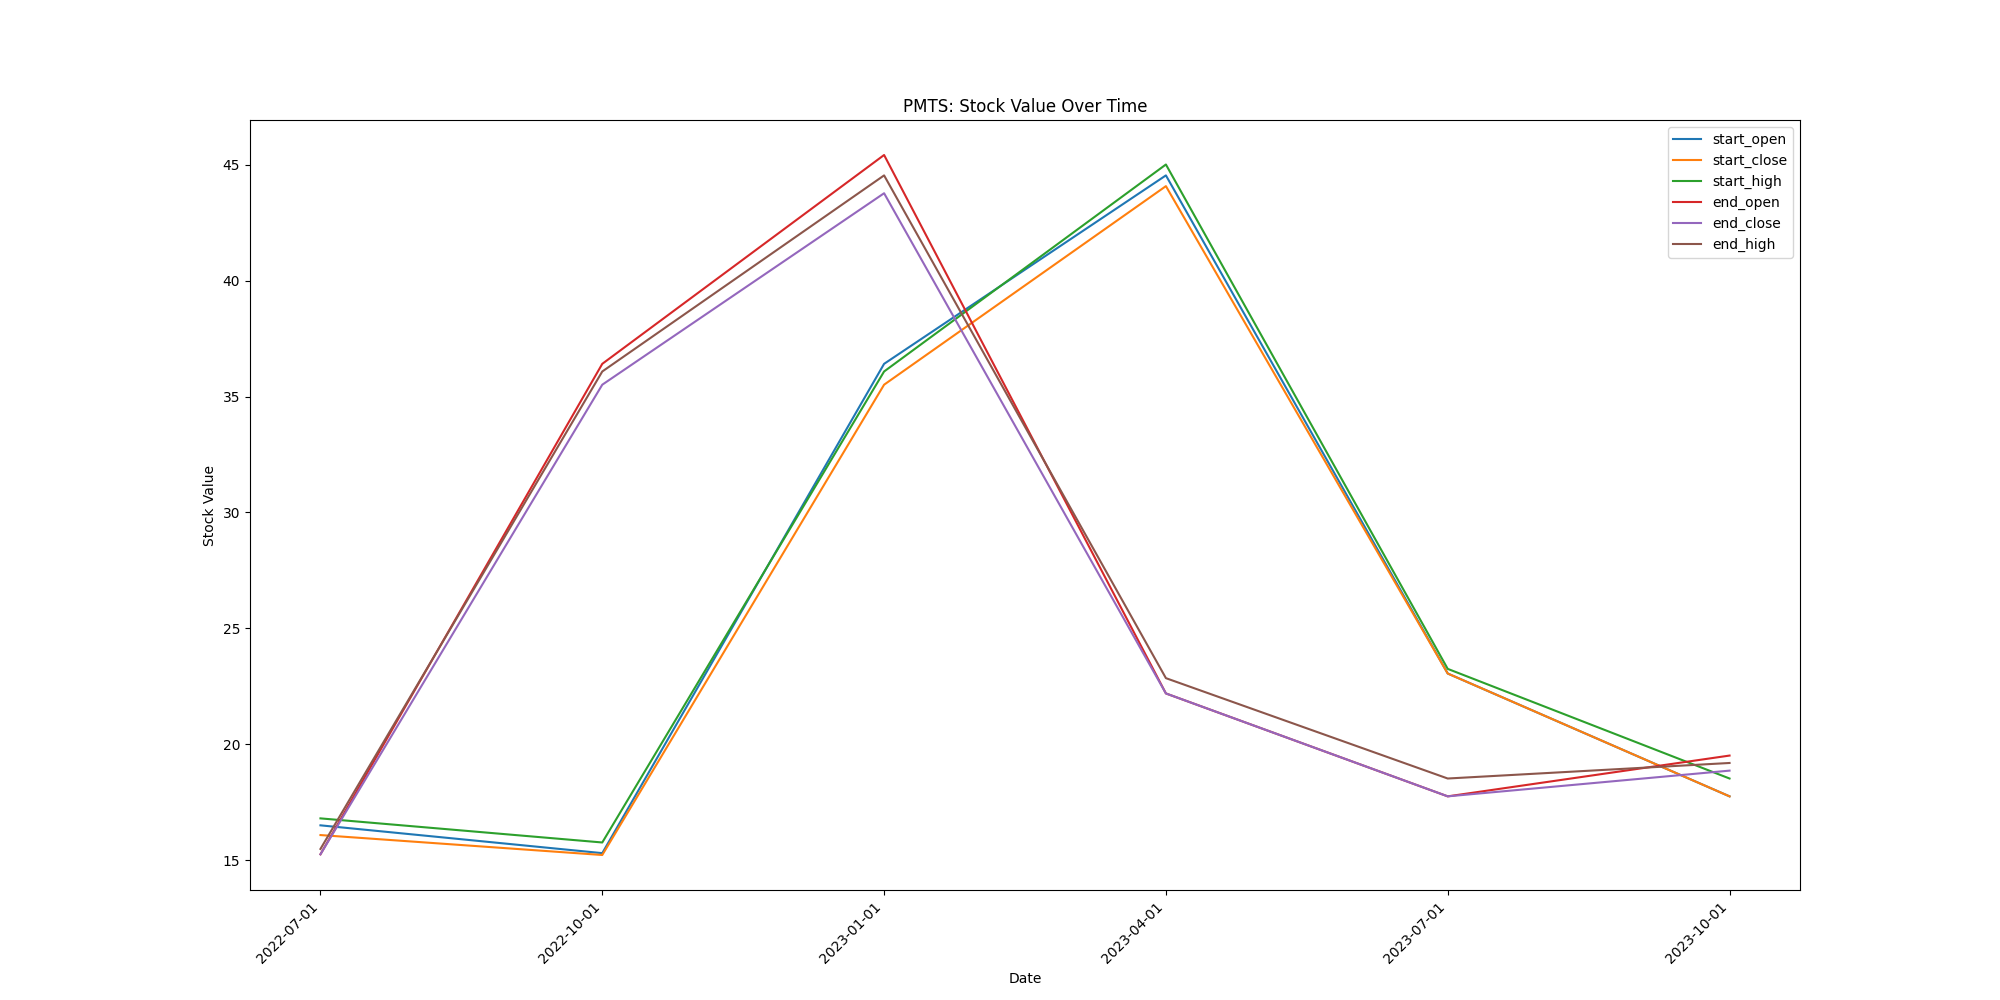 PMTS: Stock Value Over Time
start_open
start_close
start_high
end_open
end_close
end_high
Stock Value
45
40
35
30
25
20
15
2022-07-01
2022-10-01
2023-01-01
2023-04-01
2023-07-01
2023-10-01
Date